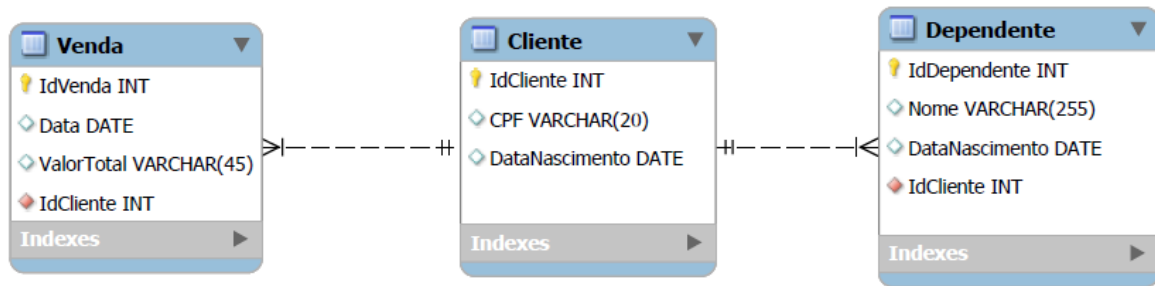 Venda
IdVenda INT
Data DATE
ValorTotal VARCHAR(45)
IdCliente INT
Indexes
Cliente
IdCliente INT
CPF VARCHAR(20)
DataNascimento DATE
Indexes
Dependente
IdDependente INT
Nome VARCHAR(255)
DataNascimento DATE
IdCliente INT
Indexes